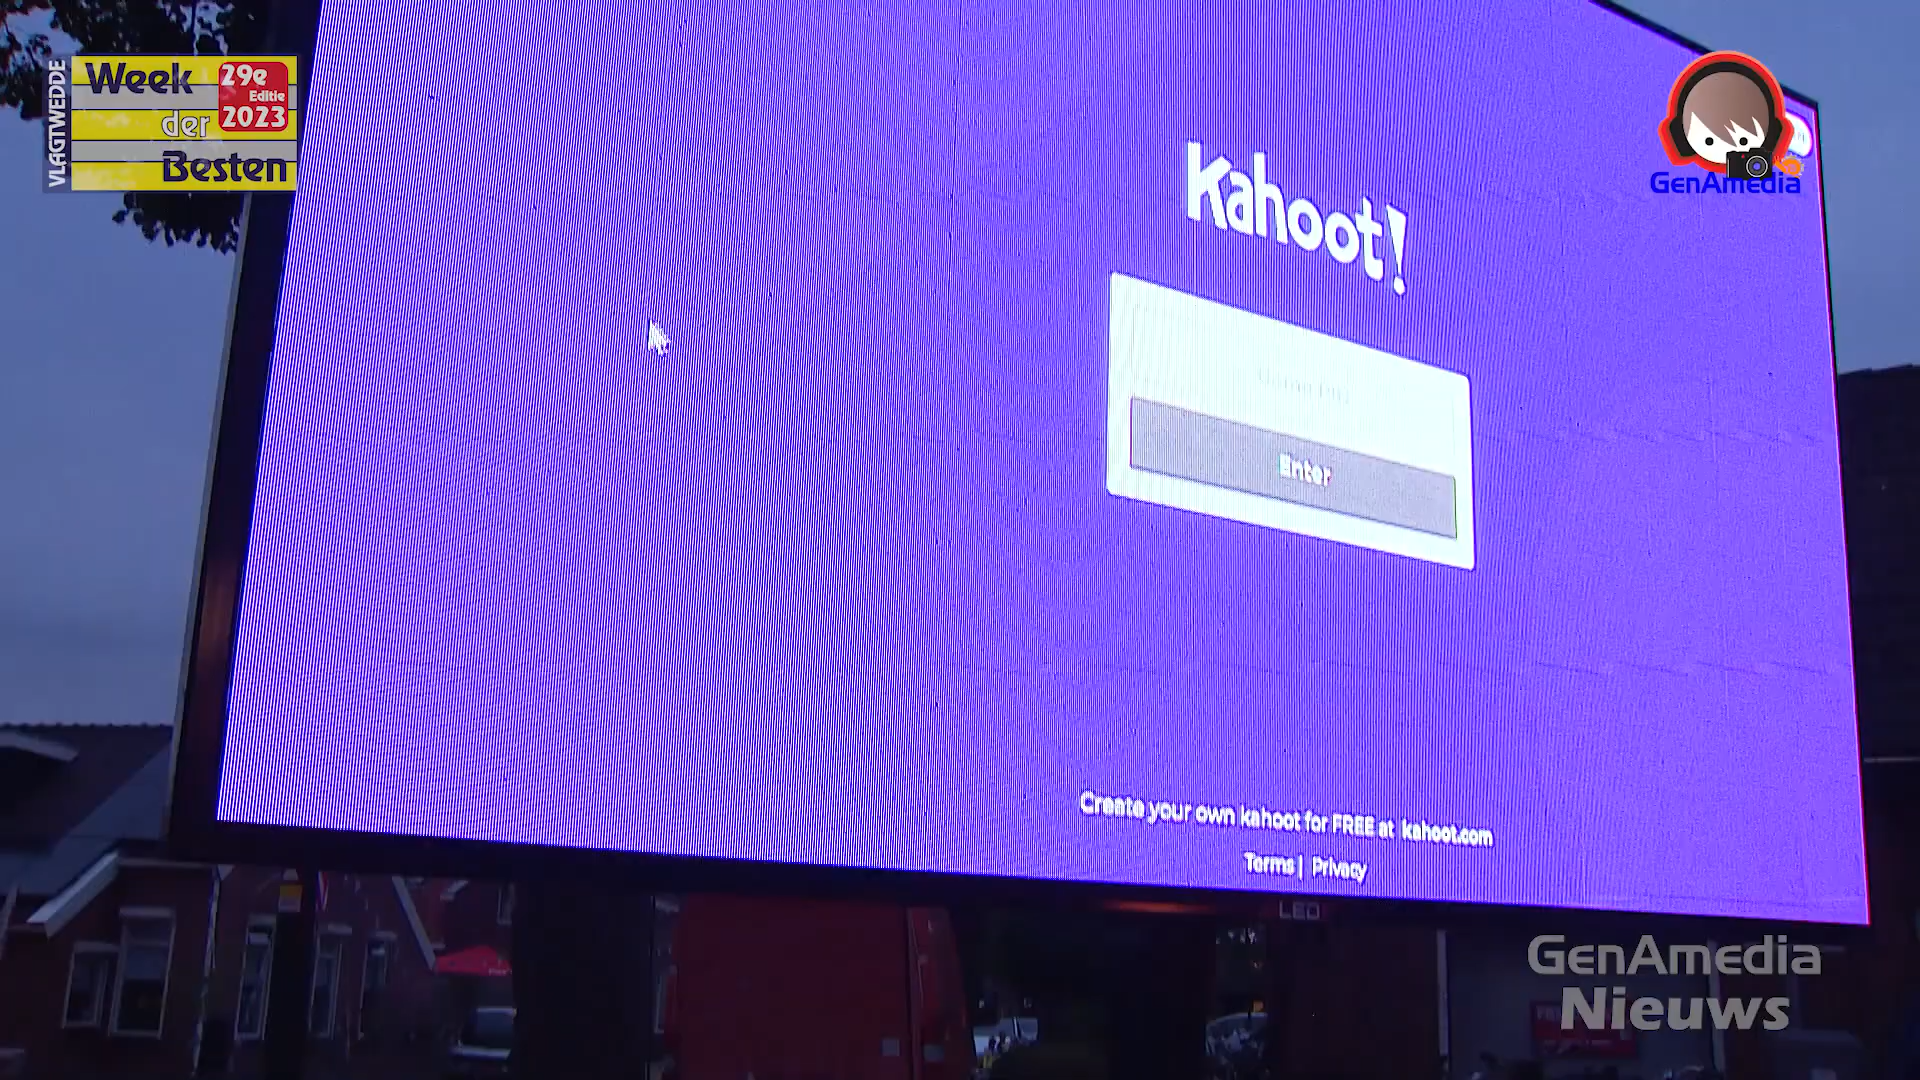 VLAGTWEDDE
Week
der
Besten
29e
Editie
2023
GenAmedia
Kahoot!
Enter
Create your own kahoot for FREE at kahoot.com
Terms | Privacy
LED
GenAmedia
Nieuws